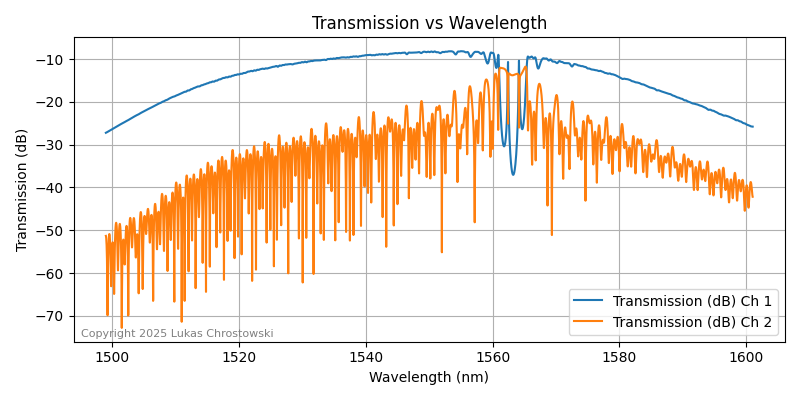 Transmission vs Wavelength
Transmission (dB)
−10
−20
−30
−40
−50
−60
−70
1500
1520
1540
1560
1580
1600
Wavelength (nm)
Transmission (dB) Ch 1
Transmission (dB) Ch 2
Copyright 2025 Lukas Chrostowski